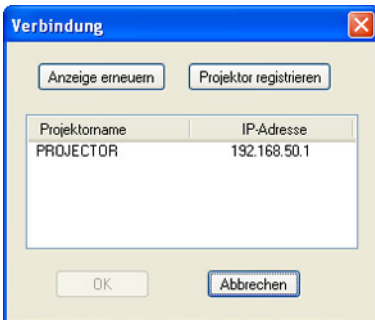 Verbindung
Anzeige erneuern Projektor registrieren
Projektorname IP-Adresse
PROJECTOR 192.168.50.1
OK Abbrechen